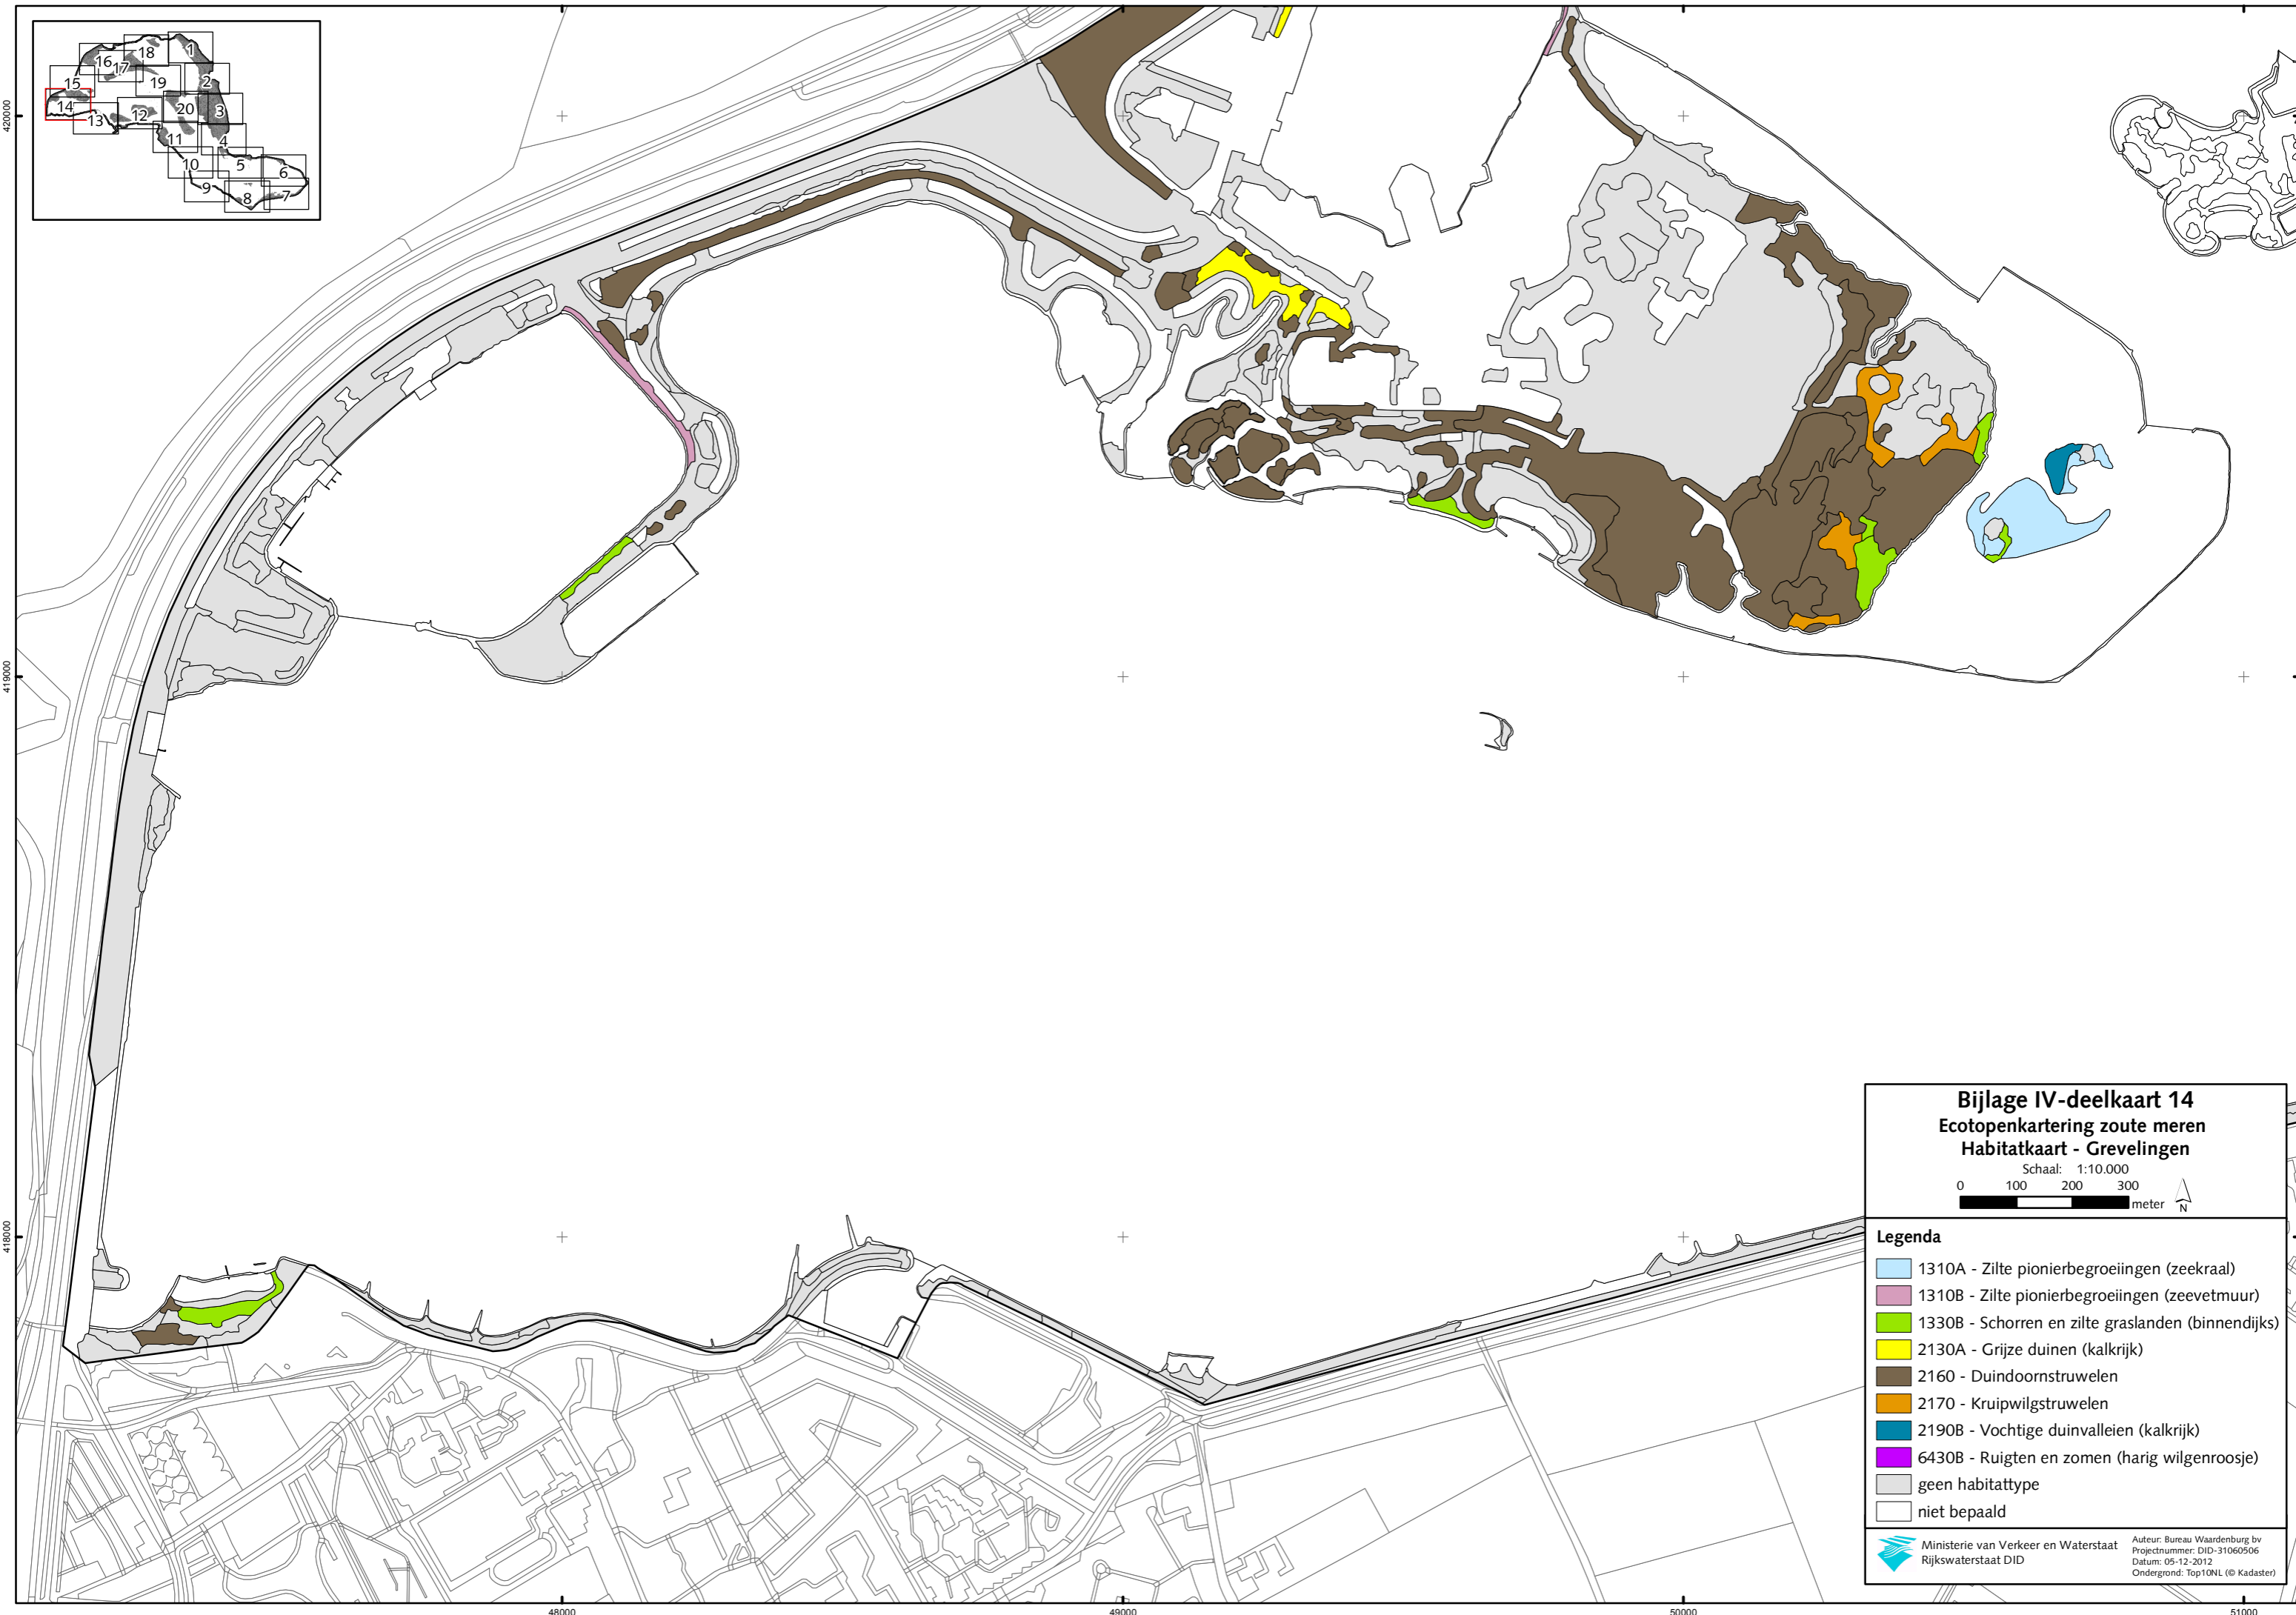 18
1
16
17
15
19
2
14
20
3
12
13
11
4
10
5
6
9
8
7
420000
419000
418000
48000
49000
50000
51000
Bijlage IV-deelkaart 14
Ecotopenkartering zoute meren
Habitatkaart - Grevelingen
Schaal: 1:10.000
0 100 200 300
meter
N
Legenda
1310A - Zilte pionierbegroeiingen (zeekraal)
1310B - Zilte pionierbegroeiingen (zeevetmuur)
1330B - Schorren en zilte graslanden (binnendijks)
2130A - Grijze duinen (kalkrijk)
2160 - Duindoornstruwelen
2170 - Kruipwilgstruwelen
2190B - Vochtige duinvalleien (kalkrijk)
6430B - Ruigten en zomen (harig wilgenroosje)
geen habitattype
niet bepaald
Ministerie van Verkeer en Waterstaat
Rijkswaterstaat DID
Auteur: Bureau Waardenburg bv
Projectnummer: DID-31060506
Datum: 05-12-2012
Ondergrond: Top10NL (© Kadaster)